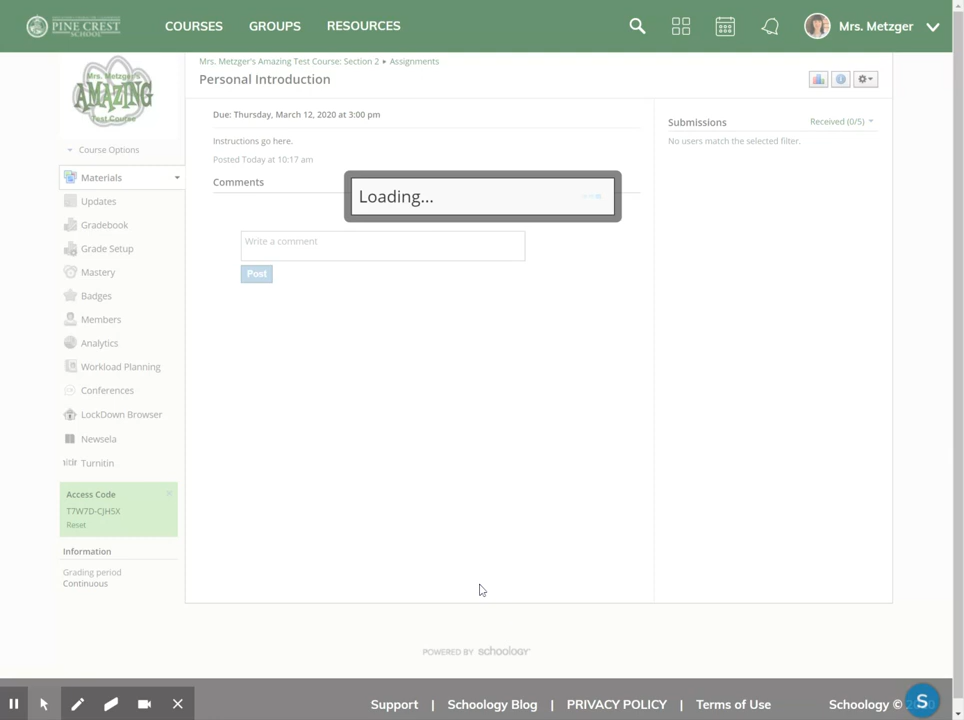 PINE CREST
SCHOOL
COURSES
GROUPS
RESOURCES
Mrs. Metzger
Mrs. Metzger's
AMAZING
Test Course
Mrs. Metzger's Amazing Test Course: Section 2 ▸ Assignments
Personal Introduction
Course Options
Materials
Updates
Gradebook
Grade Setup
Mastery
Badges
Members
Analytics
Workload Planning
Conferences
LockDown Browser
Newsela
Turnitin
Access Code
T7W7D-CJH5X
Reset
Information
Grading period
Continuous
Due: Thursday, March 12, 2020 at 3:00 pm
Instructions go here.
Posted Today at 10:17 am
Comments
Loading...
Write a comment
Post
Submissions
Received (0/5)
No users match the selected filter.
POWERED BY schoology
Support | Schoology Blog | PRIVACY POLICY | Terms of Use
Schoology ©
S